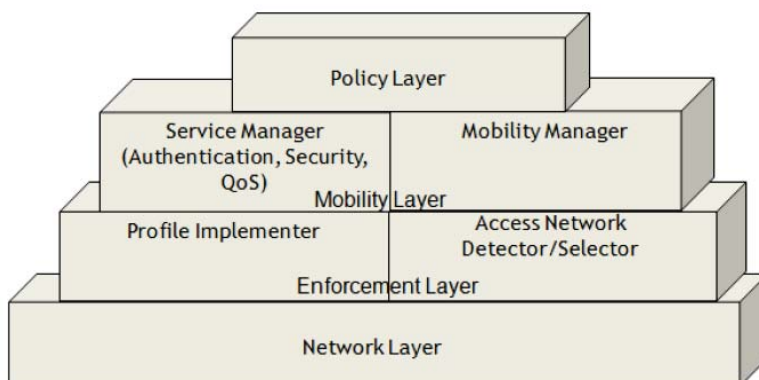 Policy Layer
Service Manager
(Authentication, Security,
QoS)
Mobility Manager
Mobility Layer
Profile Implementer
Access Network
Detector/Selector
Enforcement Layer
Network Layer